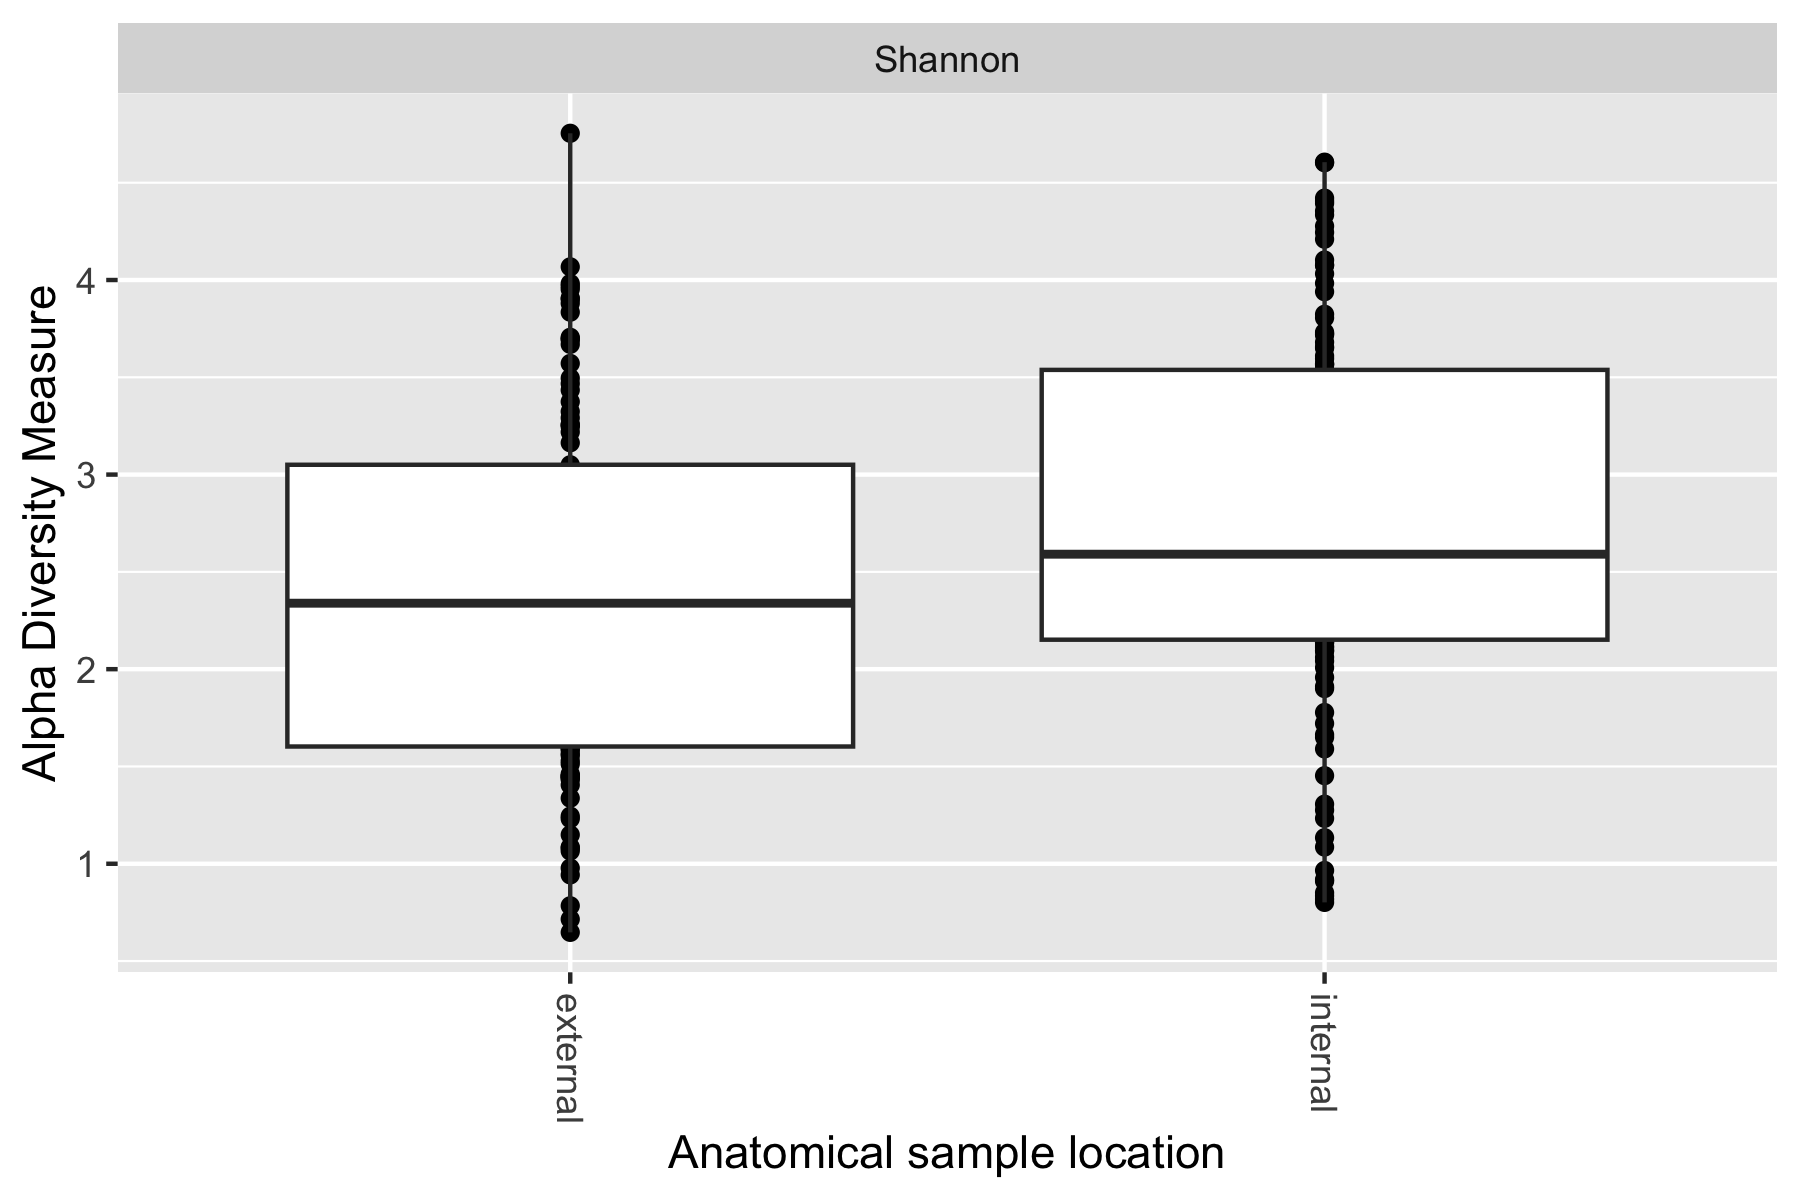 Shannon
Alpha Diversity Measure
4
3
2
1
external
internal
Anatomical sample location